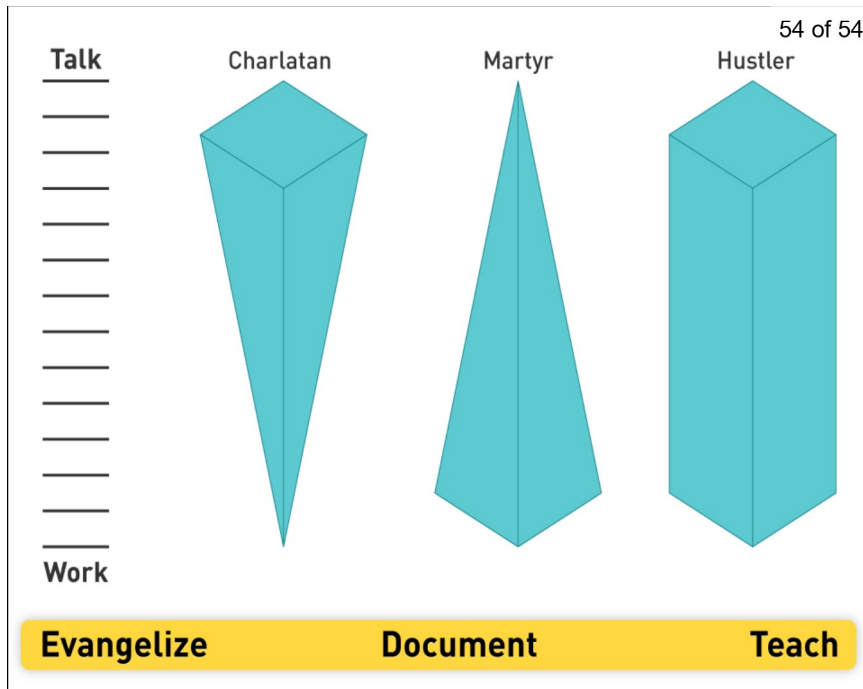 54 of 54
Talk
Charlatan
Martyr
Hustler
Work
Evangelize
Document
Teach